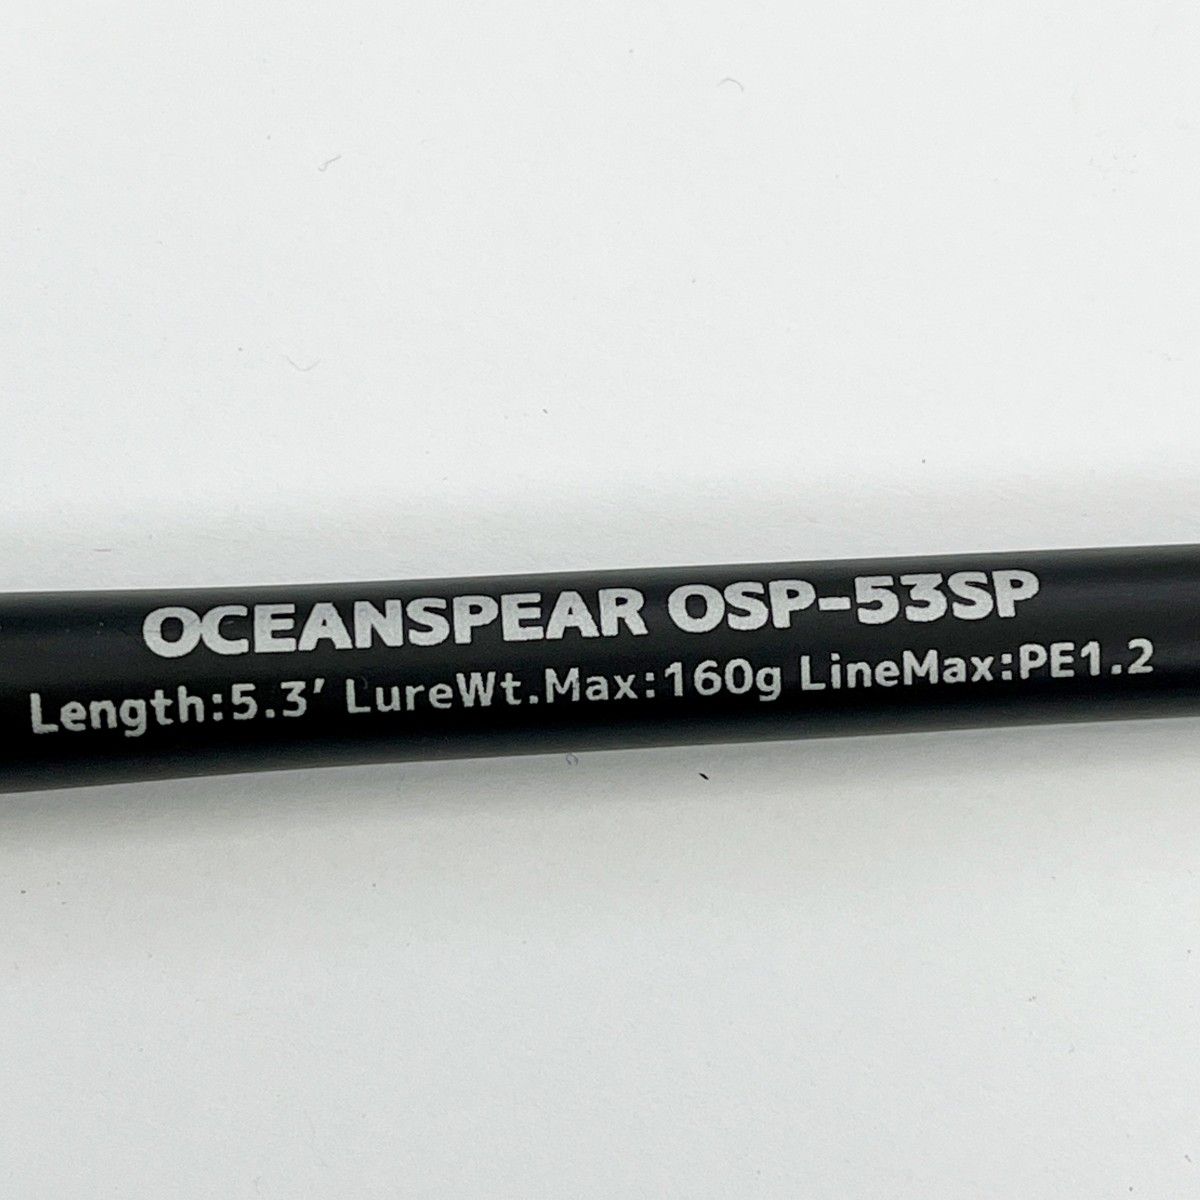 OCEANSPEAR OSP-53SP
Length:5.3’ LureWt.Max:160g LineMax:PE1.2